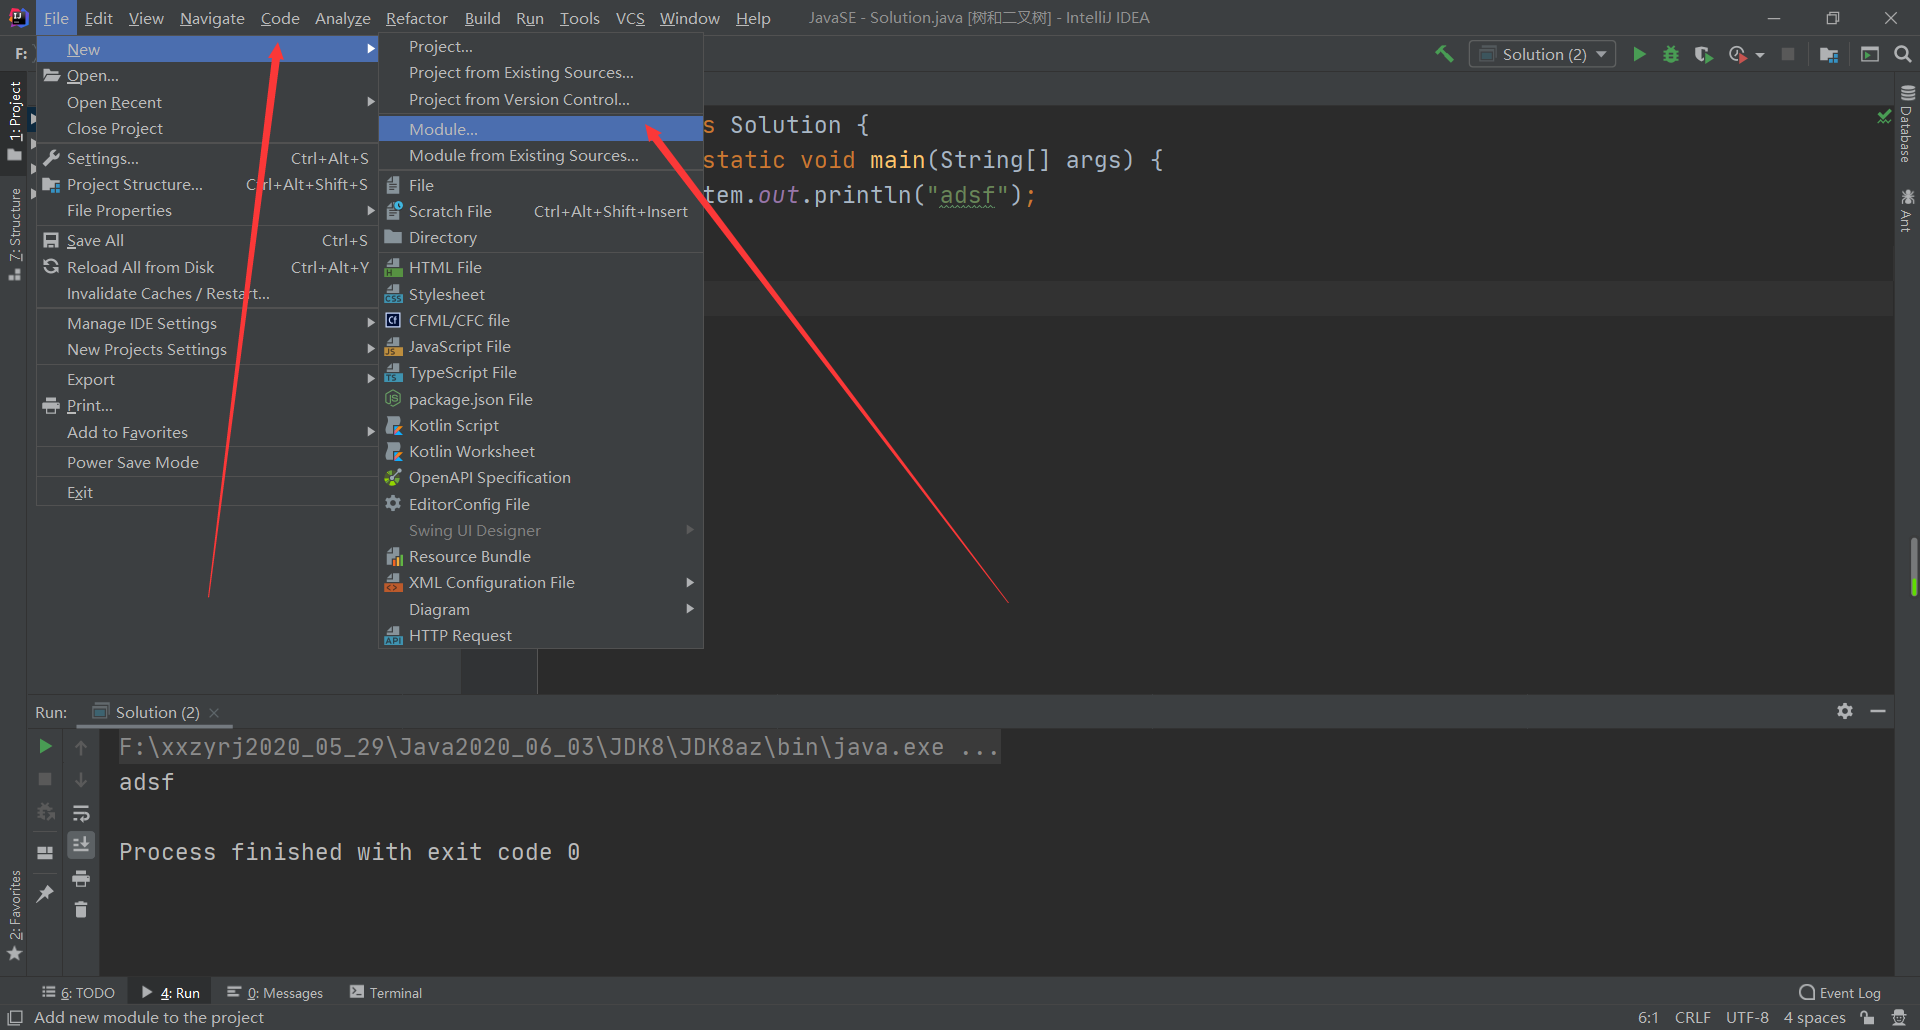 File Edit View Navigate Code Analyze Refactor Build Run Tools VCS Window Help JavaSE - Solution.java [树和二叉树] - IntelliJ IDEA
F:
Solution (2)
New
Open...
Open Recent
Close Project
Settings... Ctrl+Alt+S
Project Structure... Ctrl+Alt+Shift+S
File Properties
Save All Ctrl+S
Reload All from Disk Ctrl+Alt+Y
Invalidate Caches / Restart...
Manage IDE Settings
New Projects Settings
Export
Print...
Add to Favorites
Power Save Mode
Exit
Project...
Project from Existing Sources...
Project from Version Control...
Module...
Module from Existing Sources...
File
Scratch File Ctrl+Alt+Shift+Insert
Directory
HTML File
Stylesheet
CFML/CFC file
JavaScript File
TypeScript File
package.json File
Kotlin Script
Kotlin Worksheet
OpenAPI Specification
EditorConfig File
Swing UI Designer
Resource Bundle
XML Configuration File
Diagram
HTTP Request
s Solution {
static void main(String[] args) {
tem.out.println("adsf");
1: Project
7: Structure
2: Favorites
Database
Ant
Run: Solution (2)
F:\xxzyrj2020_05_29\Java2020_06_03\JDK8\JDK8az\bin\java.exe ...
adsf
Process finished with exit code 0
6: TODO 4: Run 0: Messages Terminal Event Log
Add new module to the project 6:1 CRLF UTF-8 4 spaces